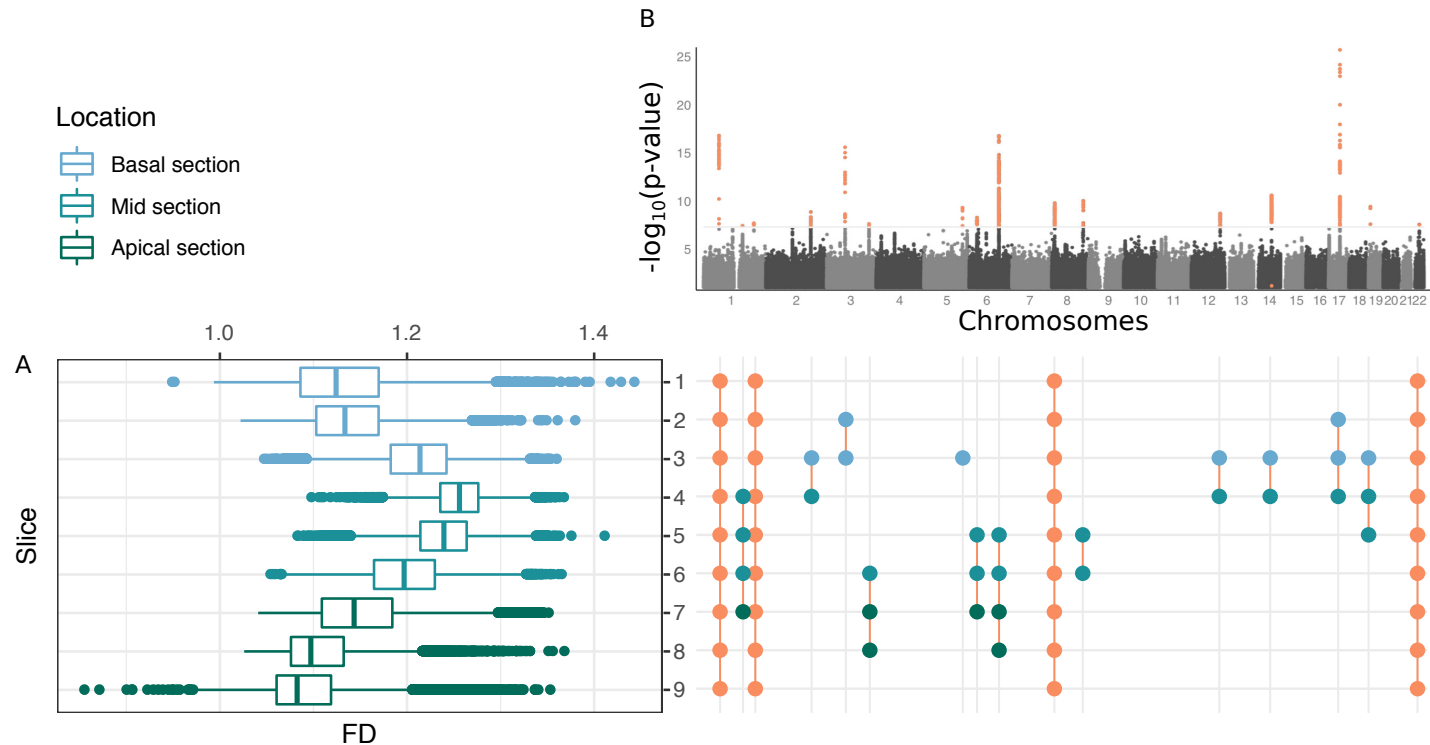 B
25
20
15
10
5
-log10(p-value)
1 2 3 4 5 6 7 8 9 10 11 12 13 14 15 16 17 18 19 20 21 22
Chromosomes
Location
Basal section
Mid section
Apical section
1.0 1.2 1.4
A
Slice
1
2
3
4
5
6
7
8
9
FD